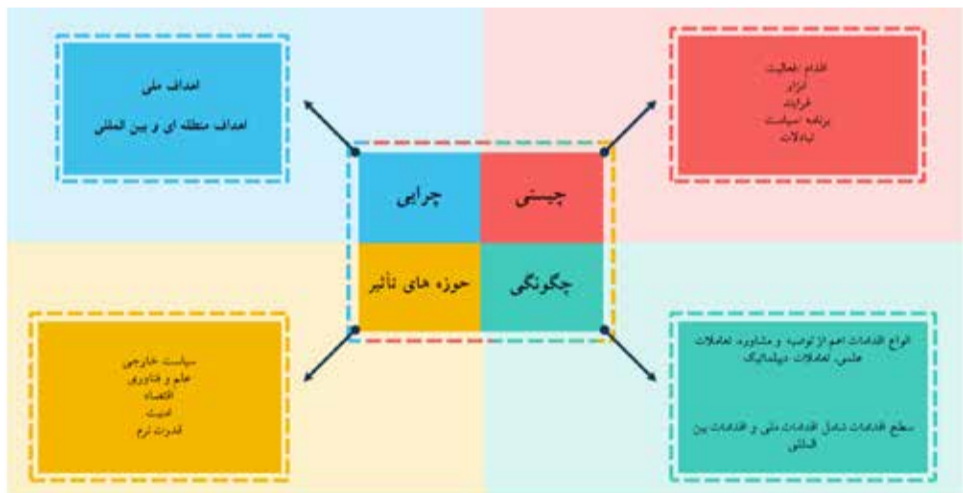 اقدام/فعالیت
ابزار
فرایند
برنامه/سیاست
تبادلات
اهداف ملی
اهداف منطقه ای و بین المللی
چیستی
چرایی
چگونگی
حوزه های تأثیر
انواع اقدامات اعم از توصیه و مشاوره، تعاملات
علمی، تعاملات دیپلماتیک
سطح اقدامات شامل اقدامات ملی و اقدامات بین
المللی
سیاست خارجی
علم و فناوری
اقتصاد
امنیت
قدرت نرم